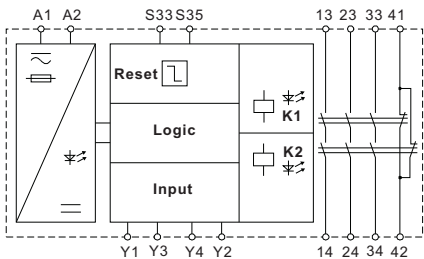 A1 A2 S33 S35 13 23 33 41
Reset
K1
Logic
K2
Input
Y1 Y3 Y4 Y2 14 24 34 42